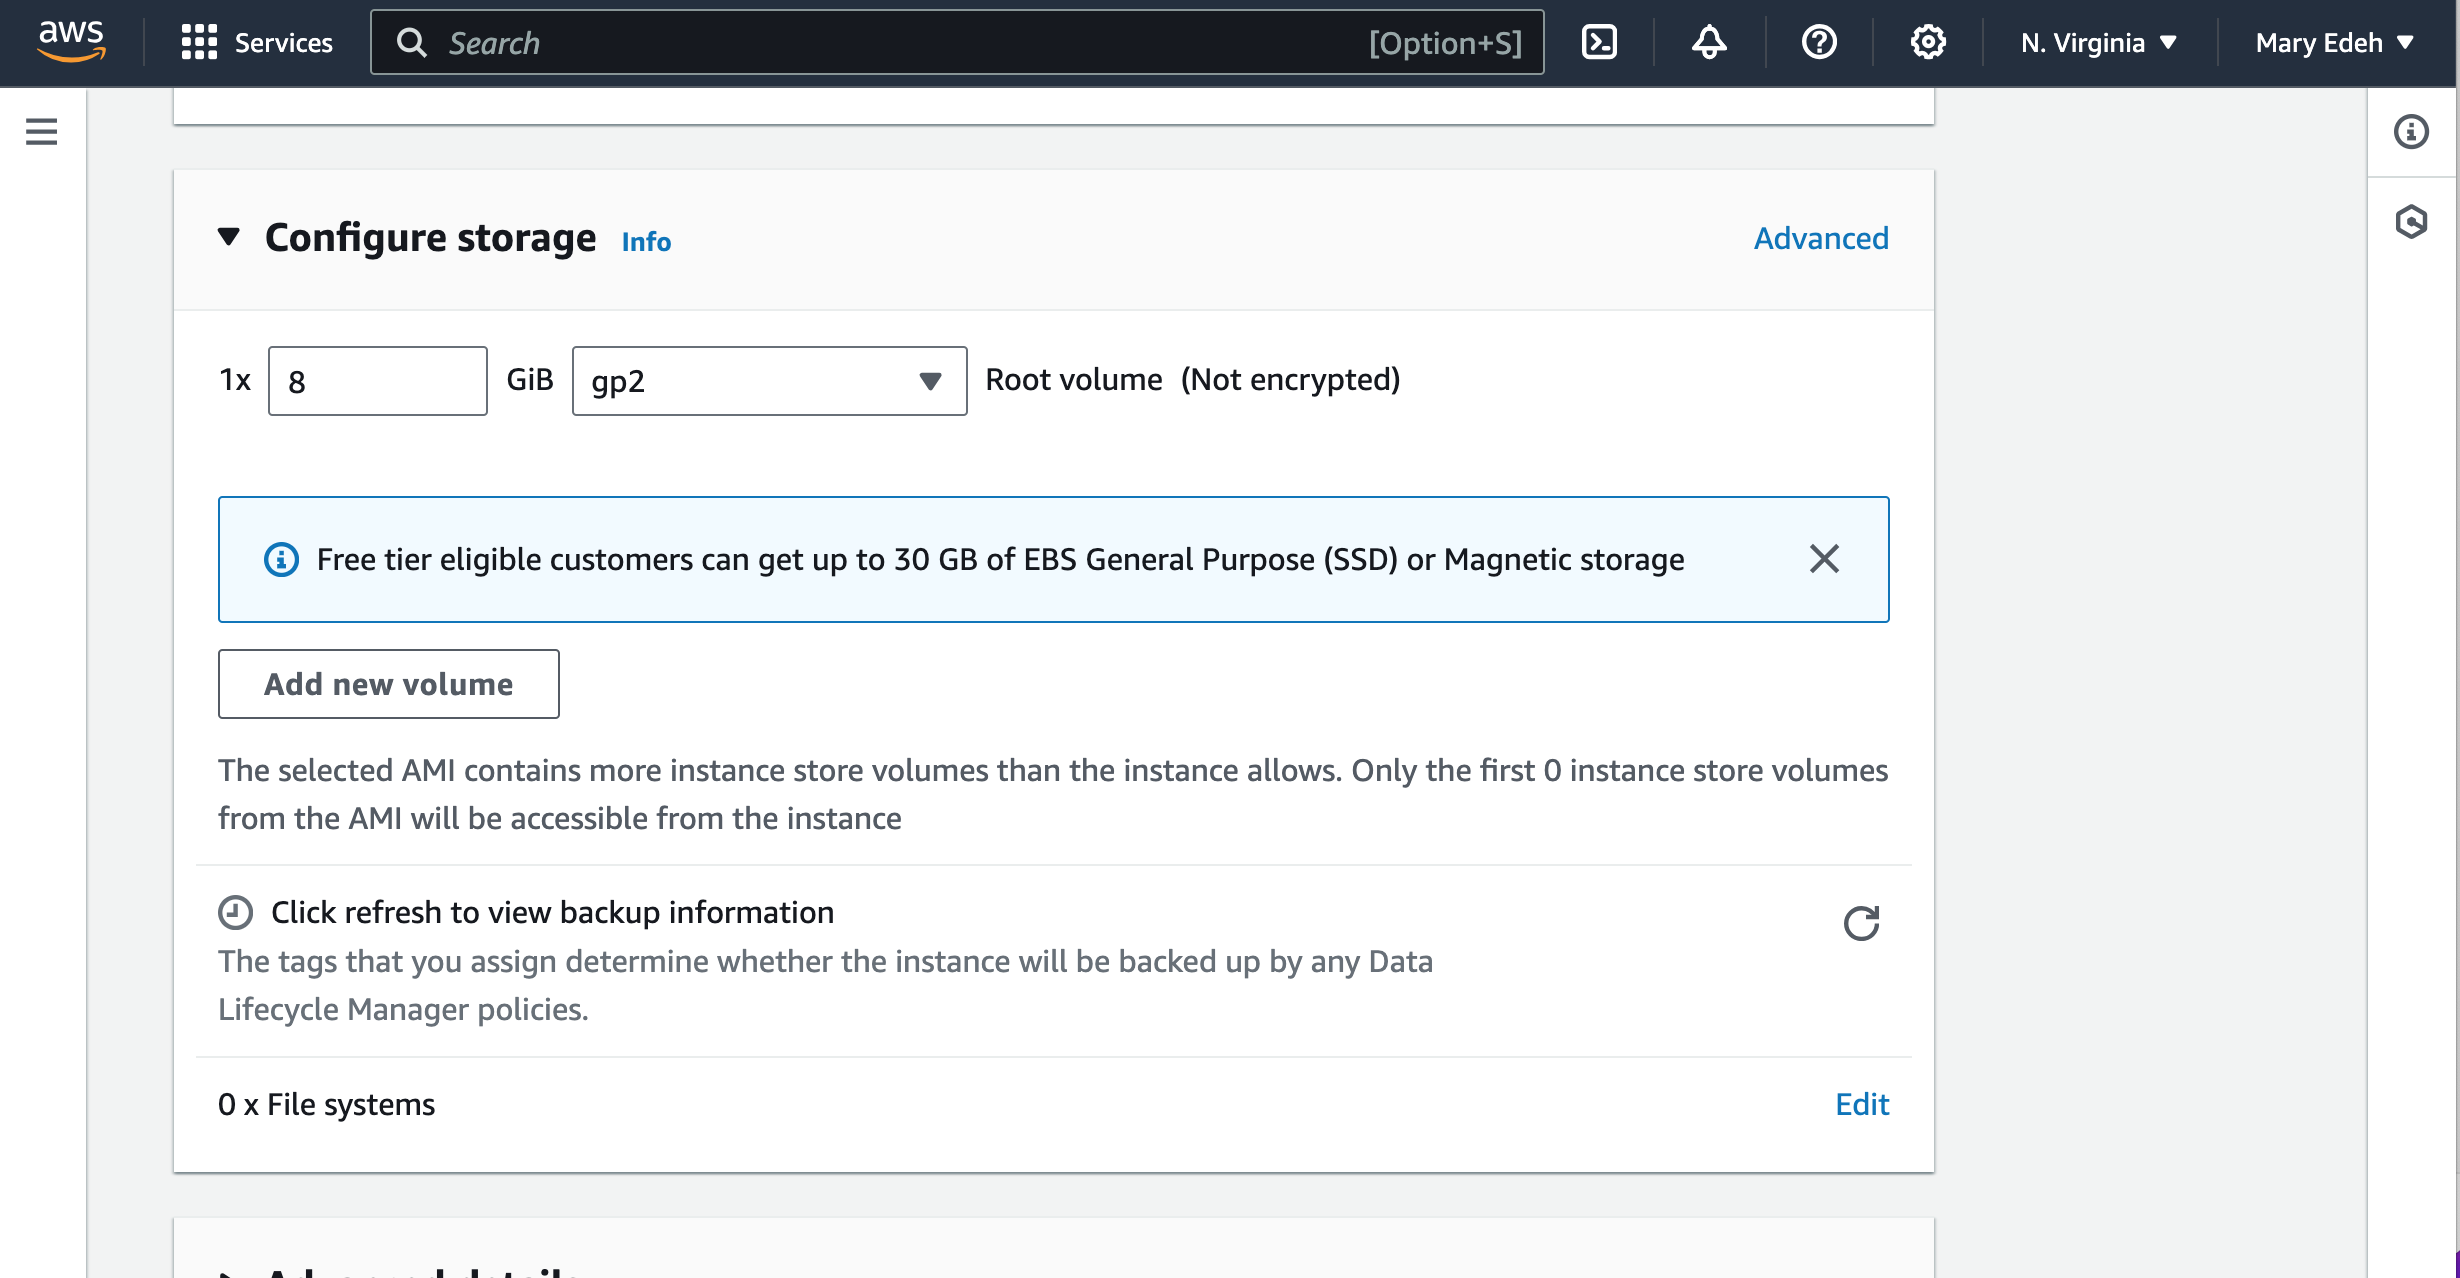 aws Services Search [Option+S] N. Virginia Mary Edeh
Configure storage Info Advanced
1x 8 GiB gp2 Root volume (Not encrypted)
Free tier eligible customers can get up to 30 GB of EBS General Purpose (SSD) or Magnetic storage
Add new volume
The selected AMI contains more instance store volumes than the instance allows. Only the first 0 instance store volumes
from the AMI will be accessible from the instance
Click refresh to view backup information
The tags that you assign determine whether the instance will be backed up by any Data
Lifecycle Manager policies.
0 x File systems Edit
Advanced details